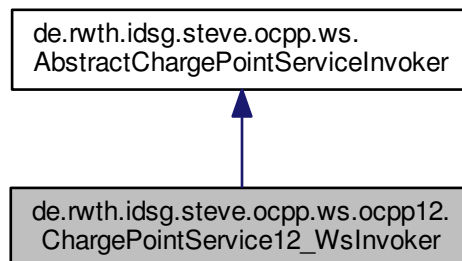 de.rwth.idsg.steve.ocpp.ws.
AbstractChargePointServiceInvoker
de.rwth.idsg.steve.ocpp.ws.ocpp12.
ChargePointService12_WsInvoker